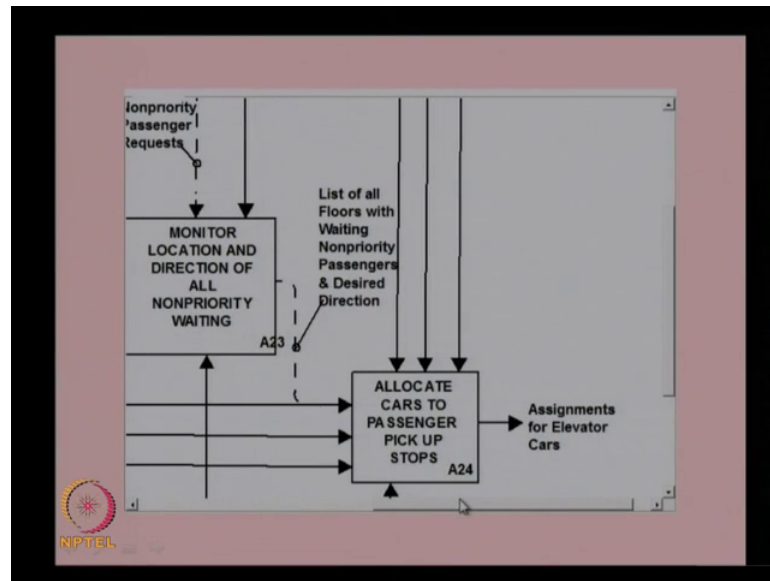 Nonpriority
Passenger
Requests
MONITOR
LOCATION AND
DIRECTION OF
ALL
NONPRIORITY
WAITING
A23
List of all
Floors with
Waiting
Nonpriority
Passengers
& Desired
Direction
ALLOCATE
CARS TO
PASSENGER
PICK UP
STOPS
A24
Assignments
for Elevator
Cars
NPTEL